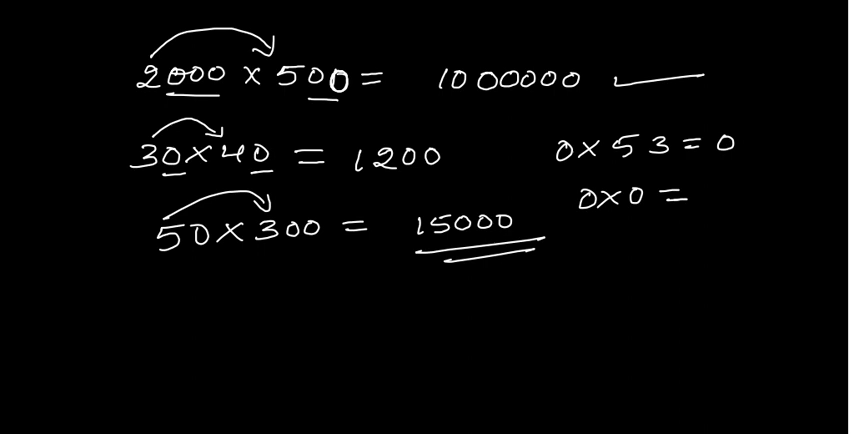 2000 × 500 = 1000000
30 × 40 = 1200
0 × 53 = 0
0 × 0 =
50 × 300 = 15000